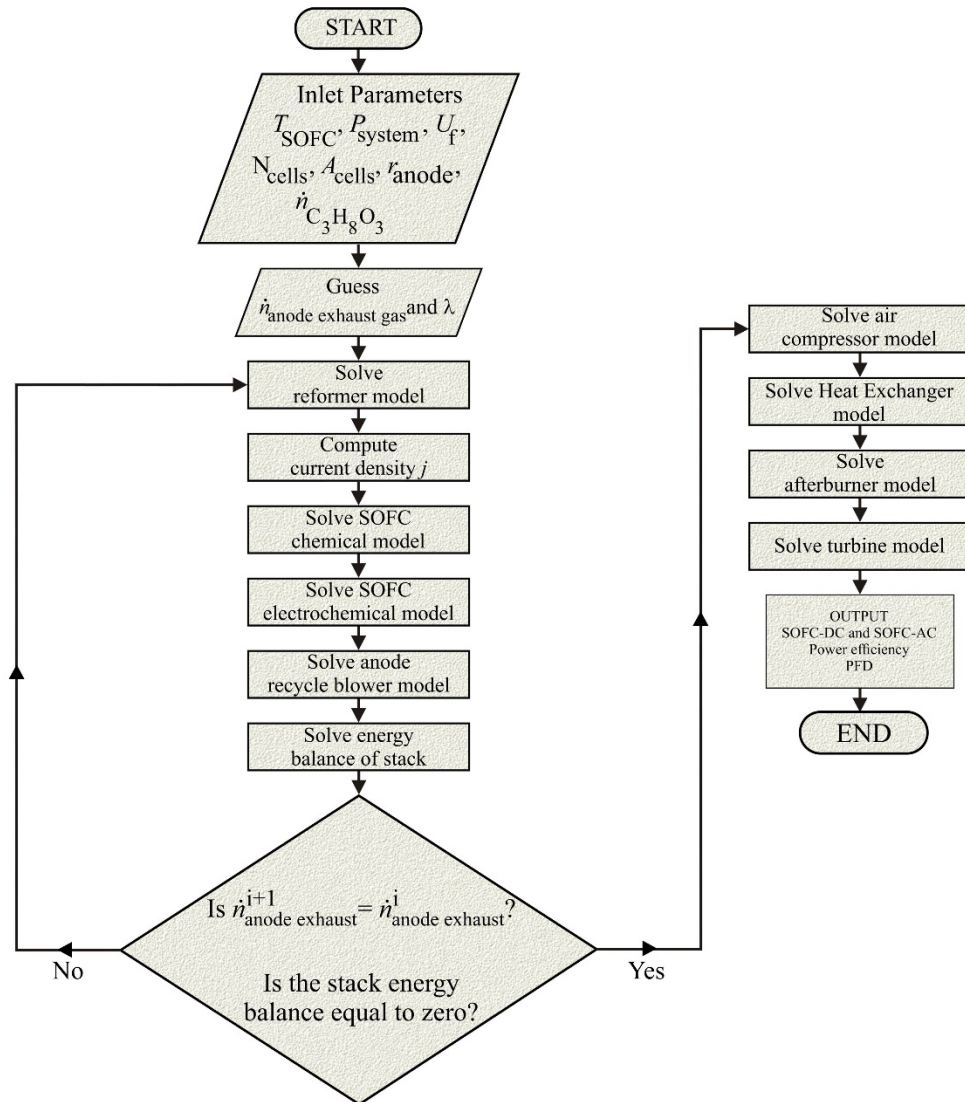 START
Inlet Parameters
T_SOFC, P_system, U_f,
N_cells, A_cells, r_anode,
ṅ_C₃H₈O₃
Guess
ṅ_anode exhaust gas and λ
Solve
reformer model
Compute
current density j
Solve SOFC
chemical model
Solve SOFC
electrochemical model
Solve anode
recycle blower model
Solve energy
balance of stack
Is ṅ^i+1_anode exhaust = ṅ^i_anode exhaust?
Is the stack energy
balance equal to zero?
No
Yes
Solve air
compressor model
Solve Heat Exchanger
model
Solve
afterburner model
Solve turbine model
OUTPUT
SOFC-DC and SOFC-AC
Power efficiency
PFD
END